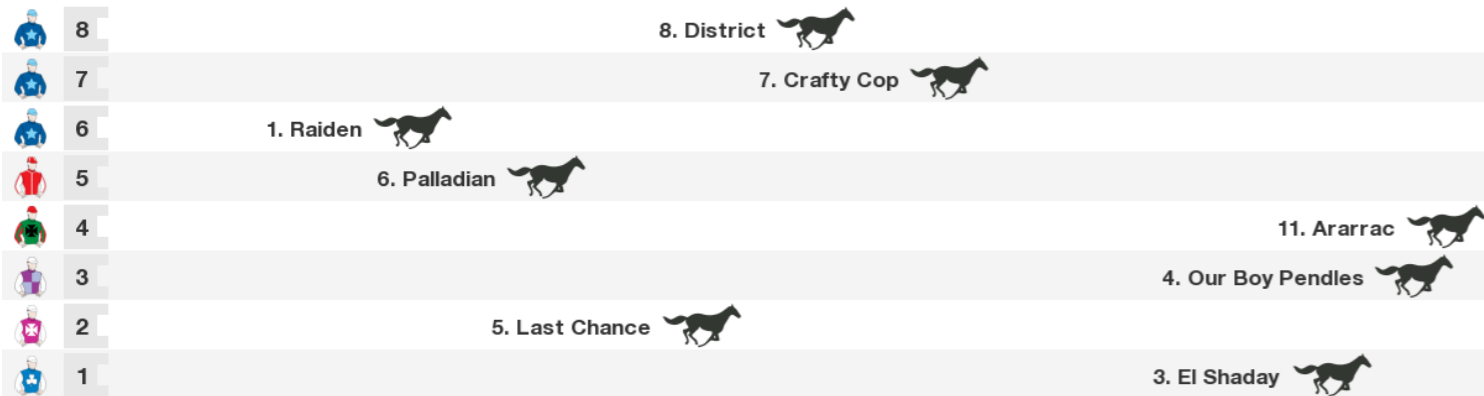 8 8. District
7 7. Crafty Cop
6 1. Raiden
5 6. Palladian
4 11. Ararrac
3 4. Our Boy Pendles
2 5. Last Chance
1 3. El Shaday